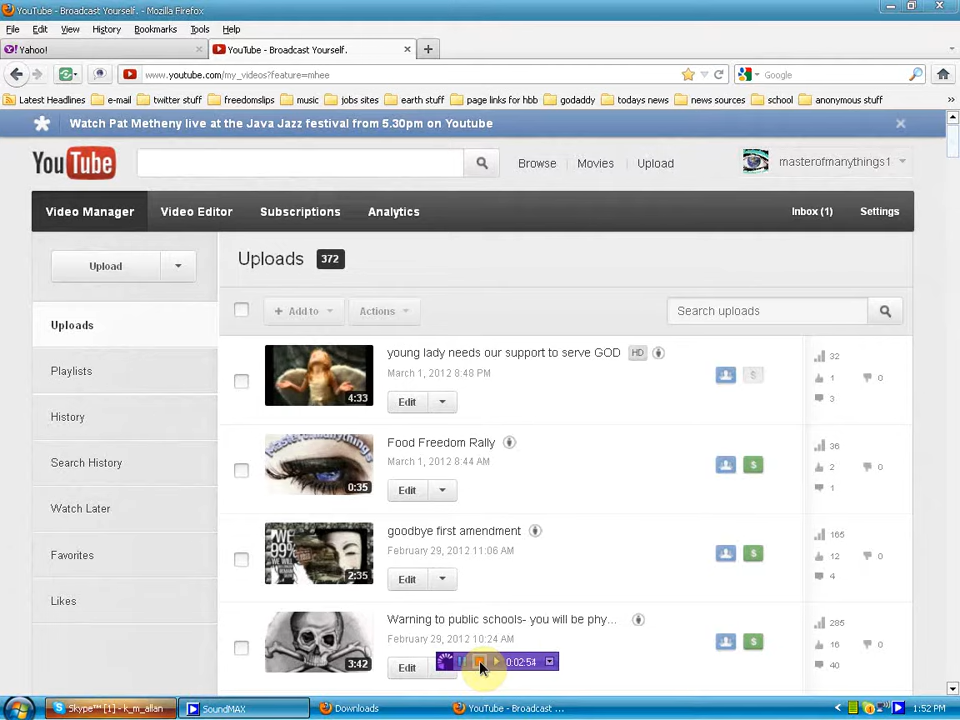 YouTube - Broadcast Yourself. - Mozilla Firefox
File Edit View History Bookmarks Tools Help
Yahoo! YouTube - Broadcast Yourself.
www.youtube.com/my_videos?feature=mhee Google
Latest Headlines e-mail twitter stuff freedomslips music jobs sites earth stuff page links for hbb godaddy todays news news sources school anonymous stuff
Watch Pat Metheny live at the Java Jazz festival from 5.30pm on Youtube
YouTube Browse Movies Upload masterofmanythings1
Video Manager Video Editor Subscriptions Analytics Inbox (1) Settings
Upload
Uploads 372
Add to Actions Search uploads
Uploads
Playlists
History
Search History
Watch Later
Favorites
Likes
young lady needs our support to serve GOD HD
March 1, 2012 8:48 PM
Edit
4:33
32
1 0
3
Food Freedom Rally
March 1, 2012 8:44 AM
Edit
0:35
36
2 0
1
goodbye first amendment
February 29, 2012 11:06 AM
Edit
WE R
99%
2:35
165
12 0
4
Warning to public schools- you will be phy...
February 29, 2012 10:24 AM
Edit
3:42
285
16 0
40
0:02:54
Skype™ [1] - k_m_allan SoundMAX Downloads YouTube - Broadcast ... 1:52 PM